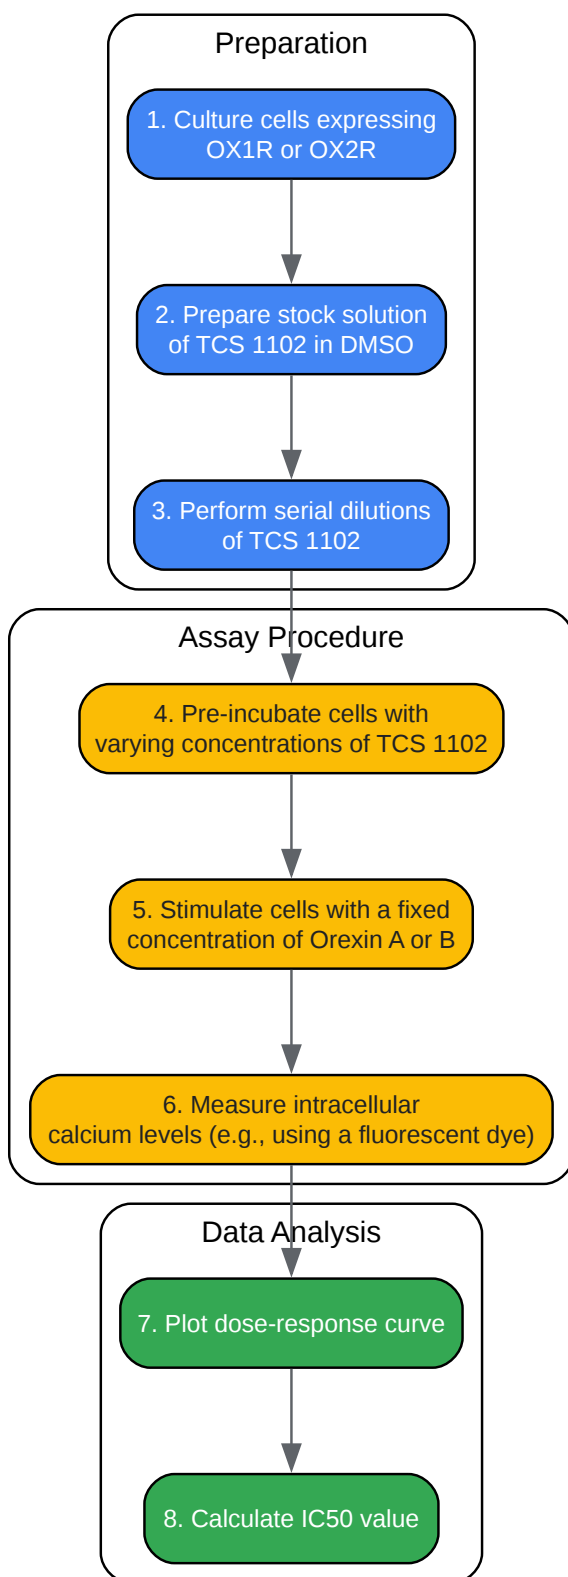 Preparation
1. Culture cells expressing
OX1R or OX2R
2. Prepare stock solution
of TCS 1102 in DMSO
3. Perform serial dilutions
of TCS 1102
Assay Procedure
4. Pre-incubate cells with
varying concentrations of TCS 1102
5. Stimulate cells with a fixed
concentration of Orexin A or B
6. Measure intracellular
calcium levels (e.g., using a fluorescent dye)
Data Analysis
7. Plot dose-response curve
8. Calculate IC50 value